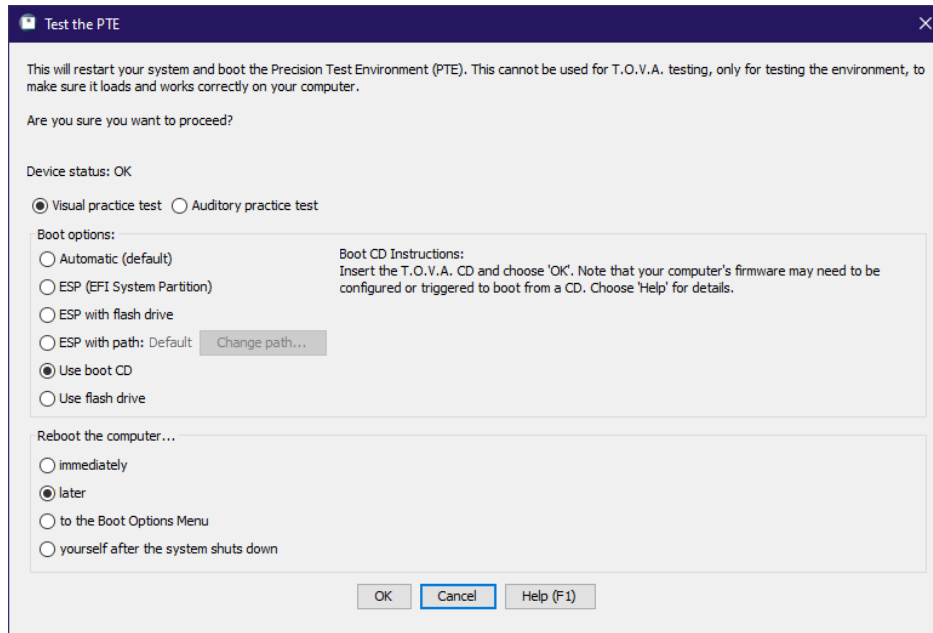 Test the PTE
This will restart your system and boot the Precision Test Environment (PTE). This cannot be used for T.O.V.A. testing, only for testing the environment, to
make sure it loads and works correctly on your computer.
Are you sure you want to proceed?
Device status: OK
Visual practice test Auditory practice test
Boot options:
Automatic (default)
ESP (EFI System Partition)
ESP with flash drive
ESP with path: Default Change path...
Use boot CD
Use flash drive
Boot CD Instructions:
Insert the T.O.V.A. CD and choose 'OK'. Note that your computer's firmware may need to be
configured or triggered to boot from a CD. Choose 'Help' for details.
Reboot the computer...
immediately
later
to the Boot Options Menu
yourself after the system shuts down
OK Cancel Help (F1)